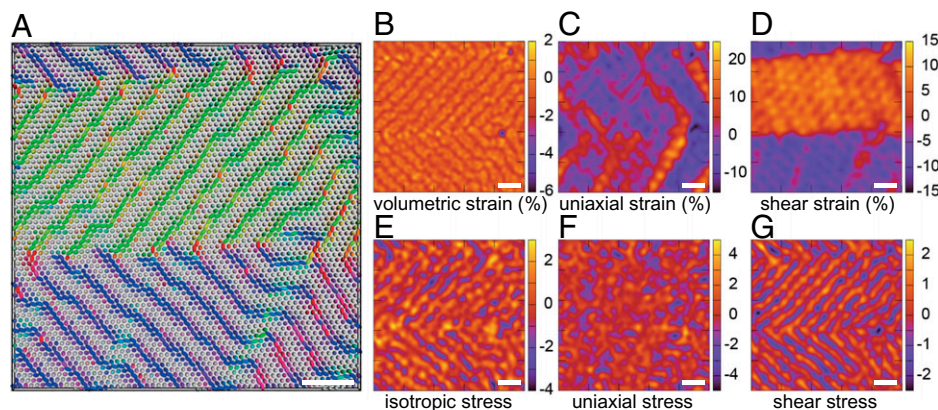 A
B
C
D
2
0
-2
-4
-6
20
10
0
-10
15
10
5
0
-5
-10
-15
volumetric strain (%)
uniaxial strain (%)
shear strain (%)
E
F
G
2
0
-2
-4
4
2
0
-2
-4
2
1
0
-1
-2
isotropic stress
uniaxial stress
shear stress